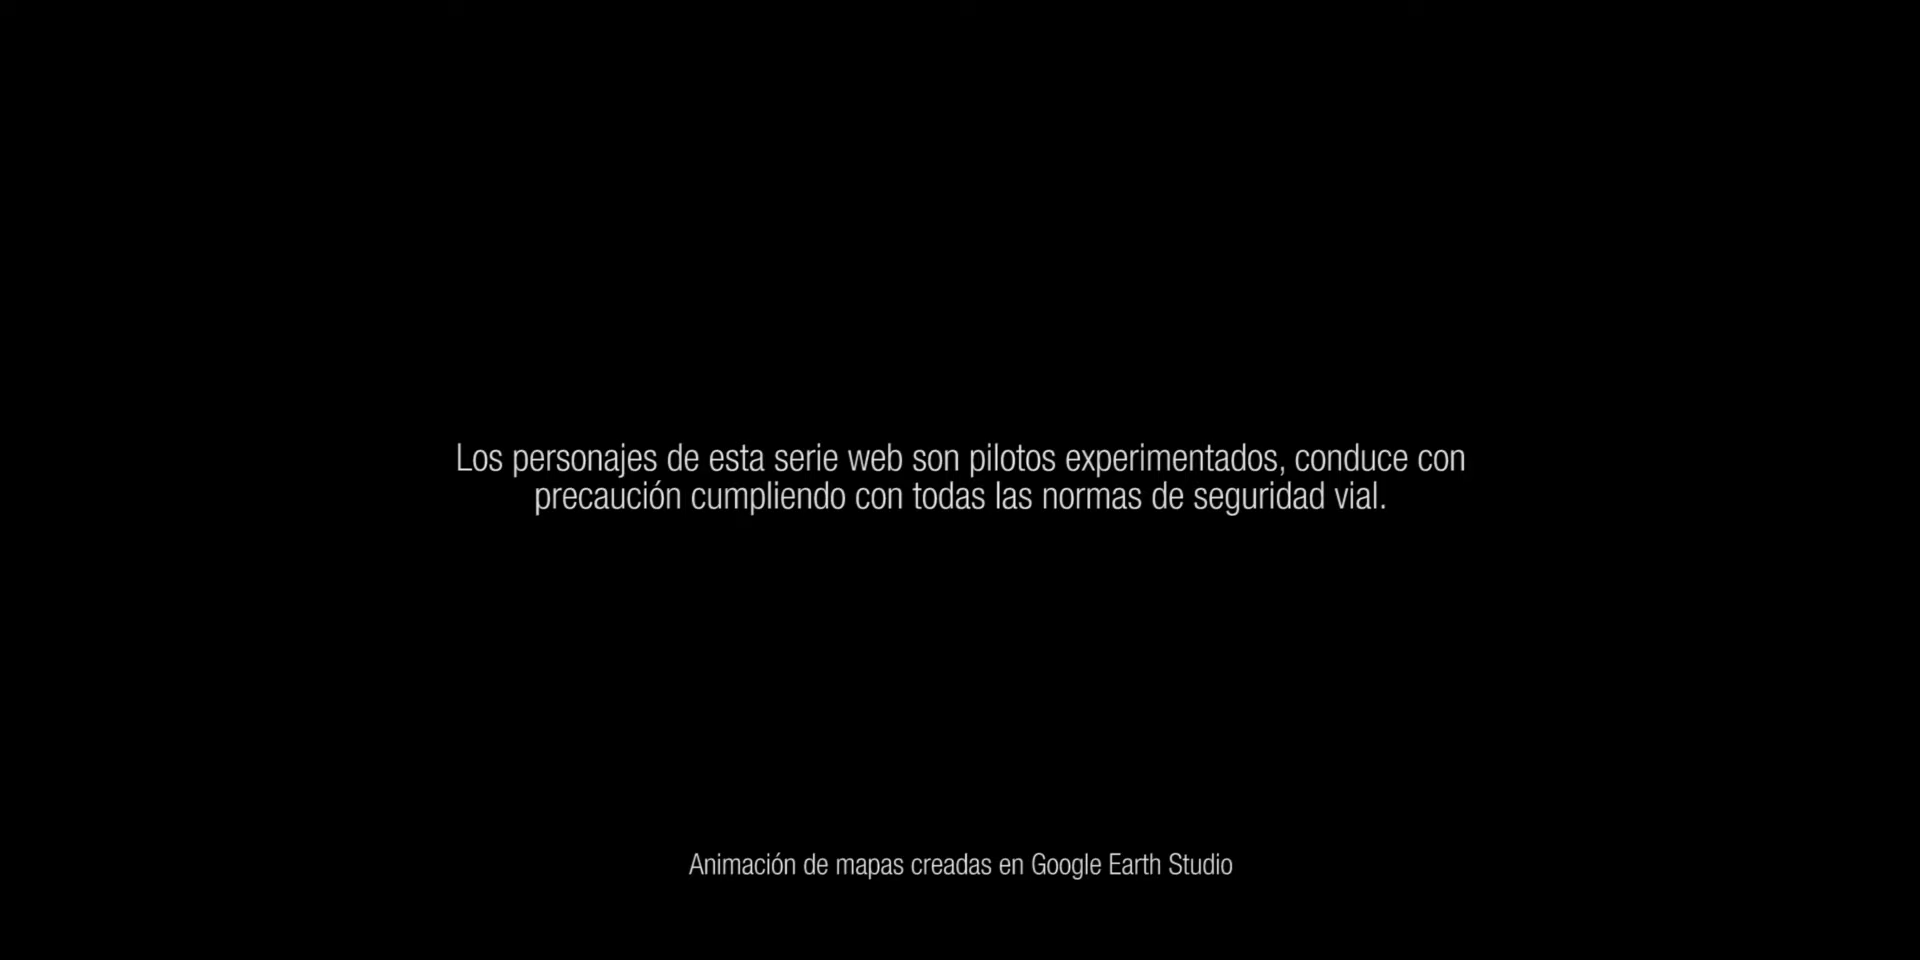 Los personajes de esta serie web son pilotos experimentados, conduce con
precaución cumpliendo con todas las normas de seguridad vial.
Animación de mapas creadas en Google Earth Studio